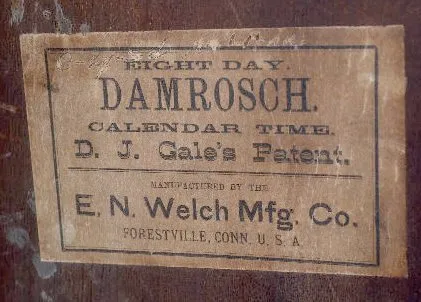 EIGHT DAY.
DAMROSCH.
CALENDAR TIME.
D. J. Gale's Patent.
MANUFACTURED BY THE
E. N. Welch Mfg. Co.
FORESTVILLE, CONN. U. S. A